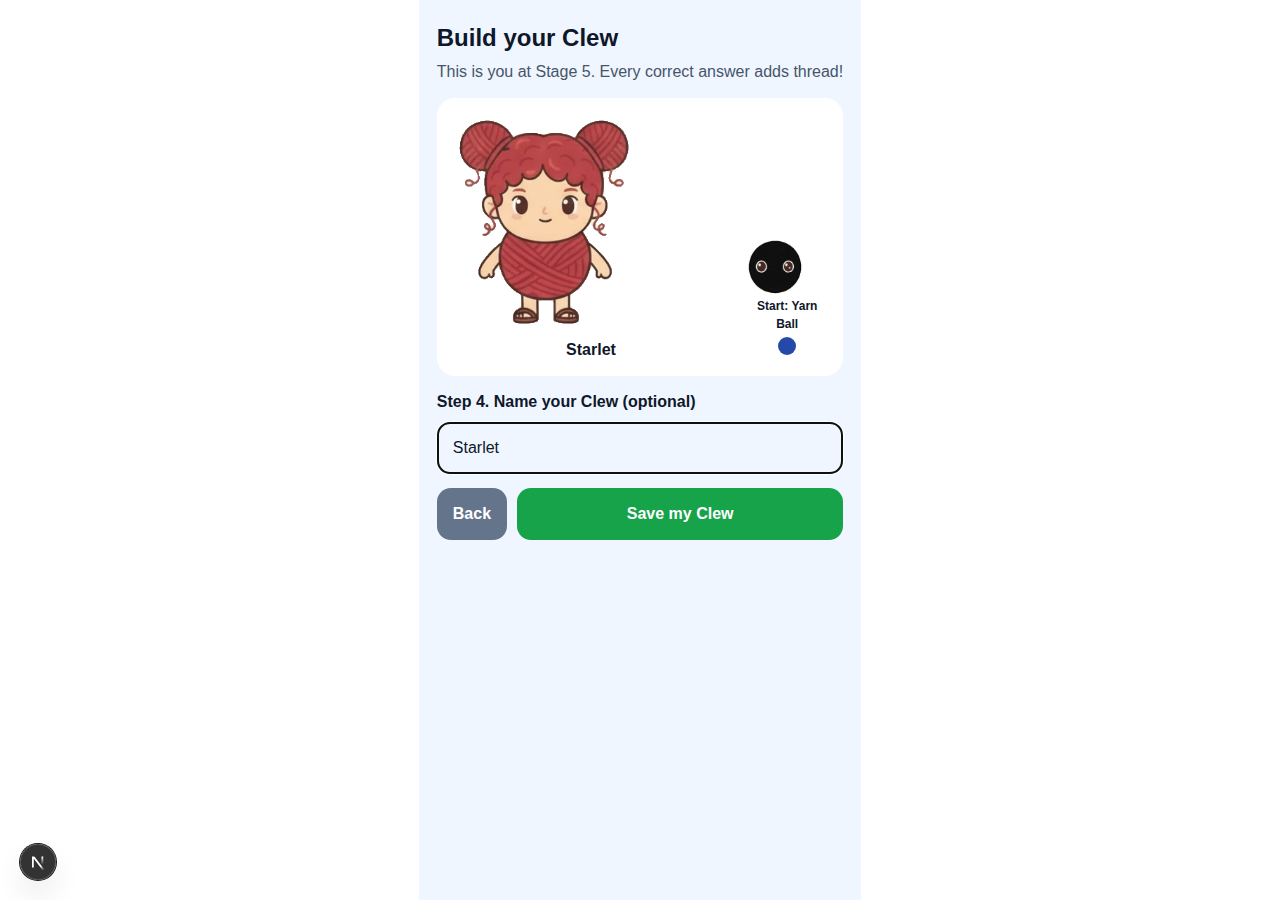 Build your Clew
This is you at Stage 5. Every correct answer adds thread!
Starlet
Start: Yarn
Ball
Step 4. Name your Clew (optional)
Starlet
Back
Save my Clew
N